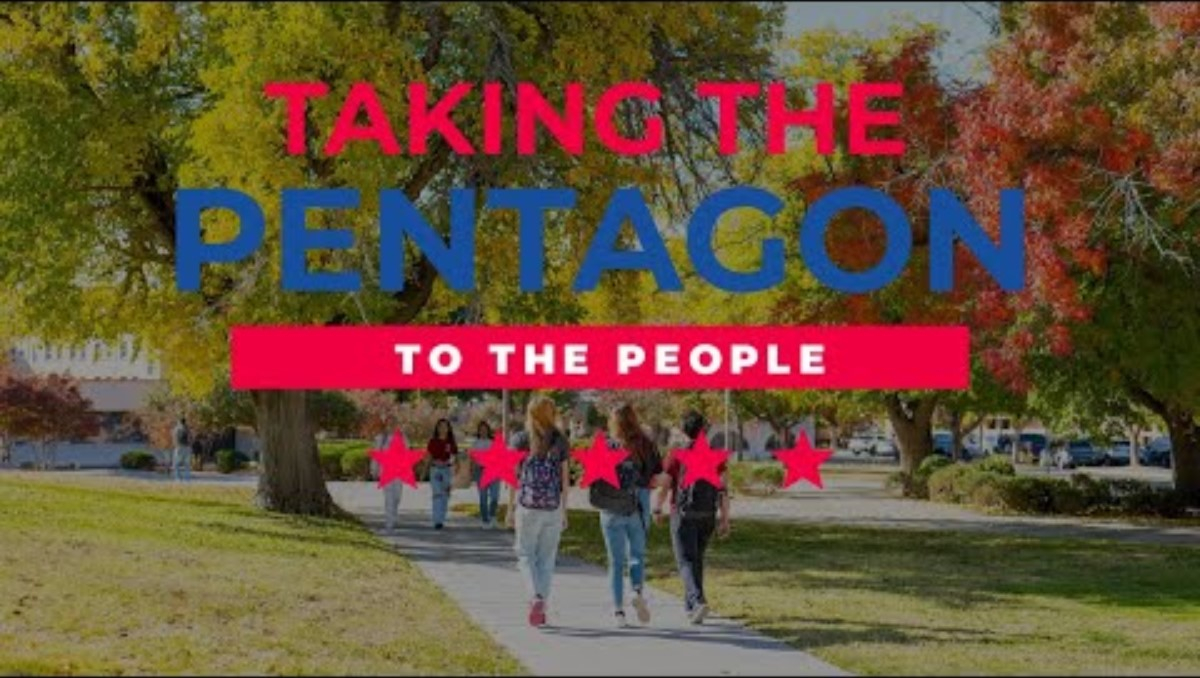 TAKING THE
PENTAGON
TO THE PEOPLE